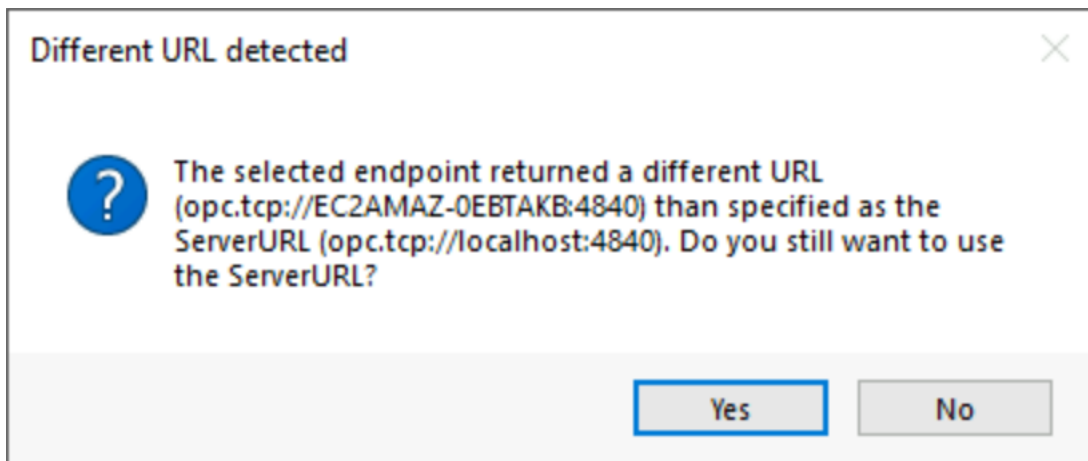 Different URL detected
The selected endpoint returned a different URL
(opc.tcp://EC2AMAZ-0EBTAKB:4840) than specified as the
ServerURL (opc.tcp://localhost:4840). Do you still want to use
the ServerURL?
Yes
No